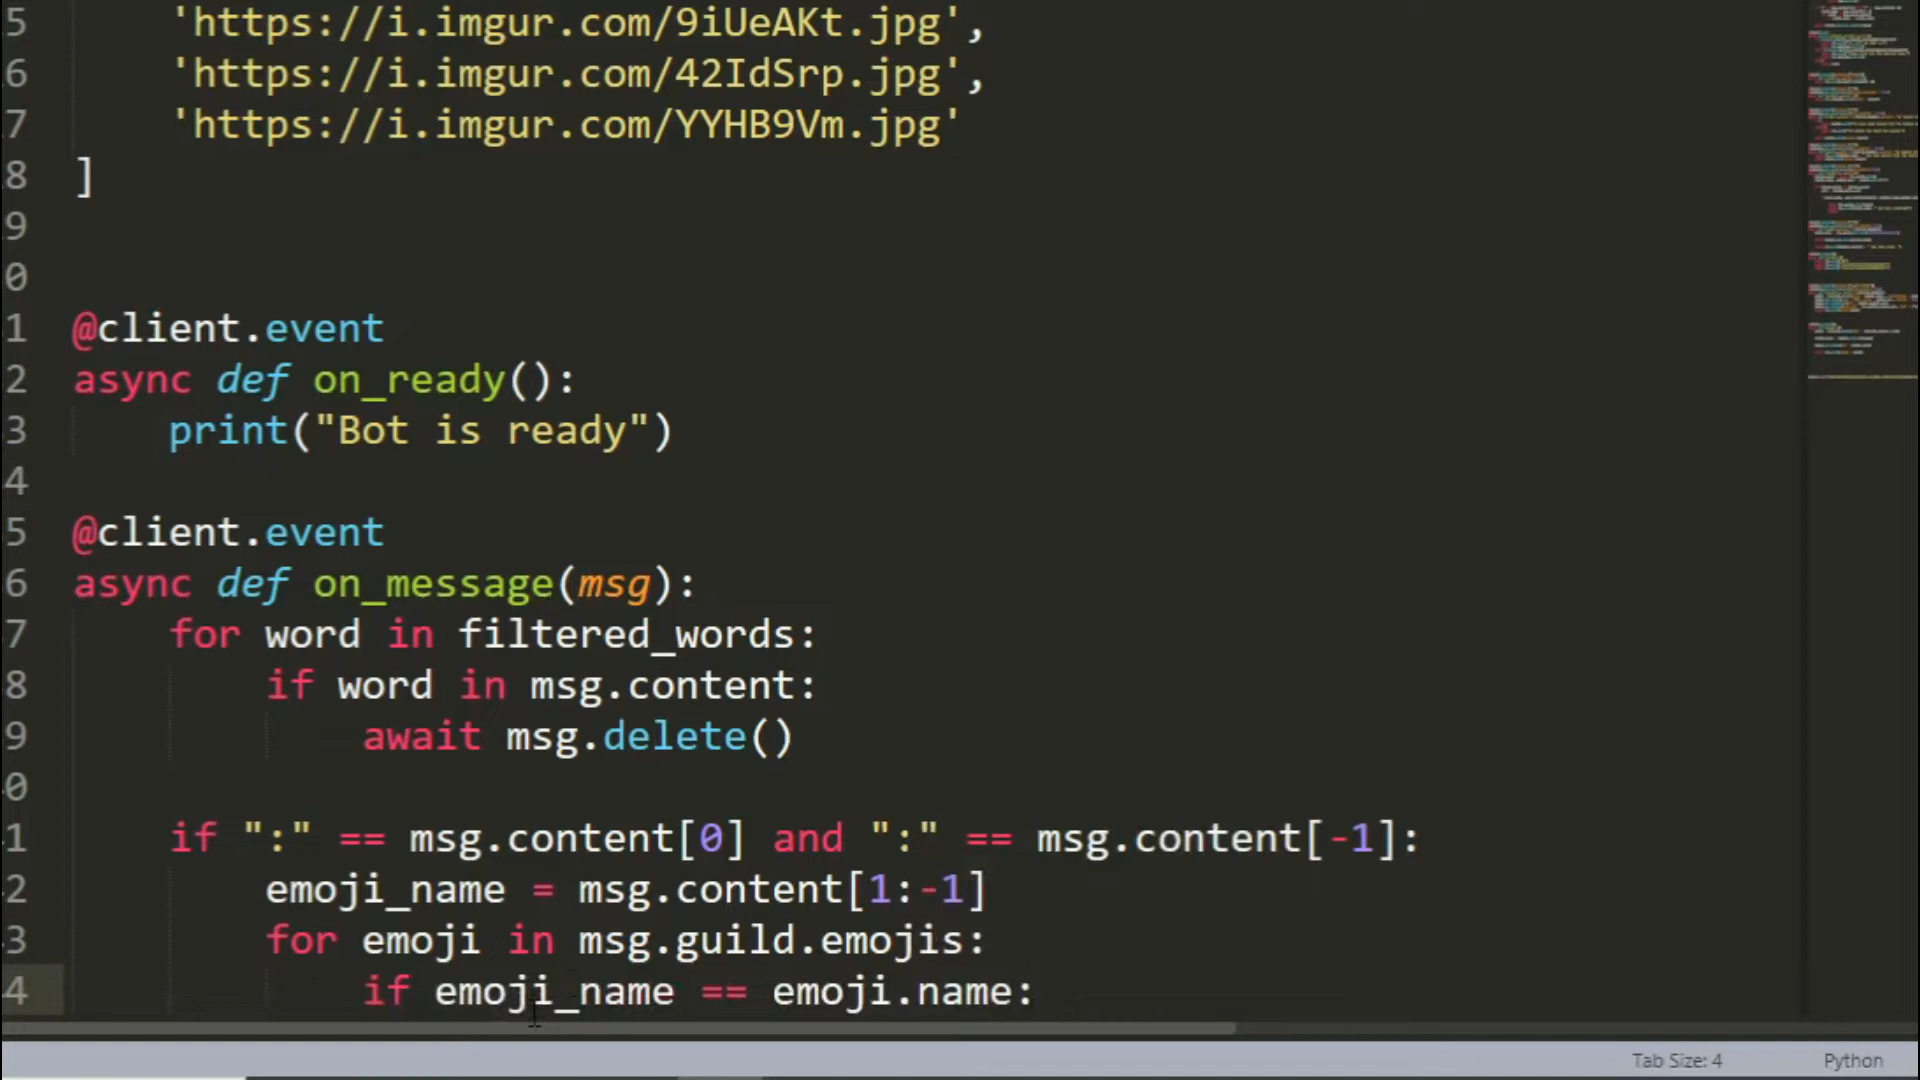 5 'https://i.imgur.com/9iUeAKt.jpg',
6 'https://i.imgur.com/42IdSrp.jpg',
7 'https://i.imgur.com/YYHB9Vm.jpg'
8 ]
9
0
1 @client.event
2 async def on_ready():
3 print("Bot is ready")
4
5 @client.event
6 async def on_message(msg):
7 for word in filtered_words:
8 if word in msg.content:
9 await msg.delete()
0
1 if ":" == msg.content[0] and ":" == msg.content[-1]:
2 emoji_name = msg.content[1:-1]
3 for emoji in msg.guild.emojis:
4 if emoji_name == emoji.name:
Tab Size: 4 Python